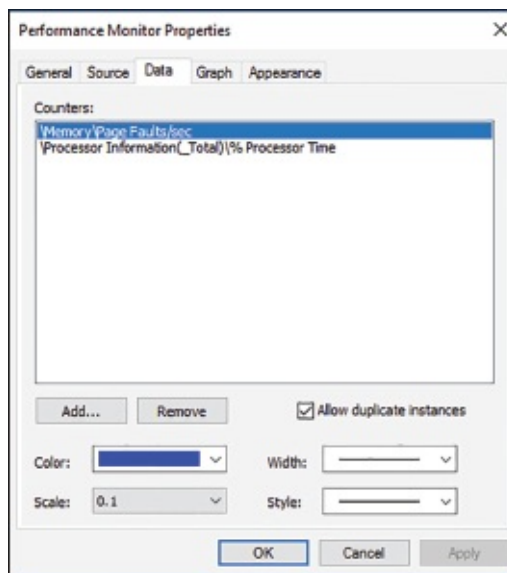 Performance Monitor Properties
General Source Data Graph Appearance
Counters:
\Memory\Page Faults/sec
\Processor Information(_Total)\% Processor Time
Add... Remove Allow duplicate instances
Color: Width:
Scale: 0.1 Style:
OK Cancel Apply